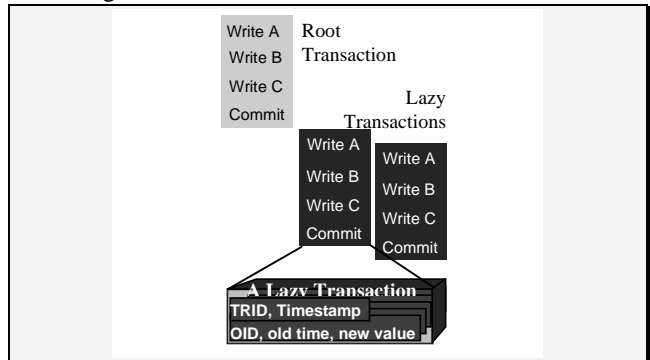 Write A
Write B
Write C
Commit
Root
Transaction
Lazy
Transactions
Write A
Write B
Write C
Commit
Write A
Write B
Write C
Commit
A Lazy Transaction
TRID, Timestamp
OID, old time, new value